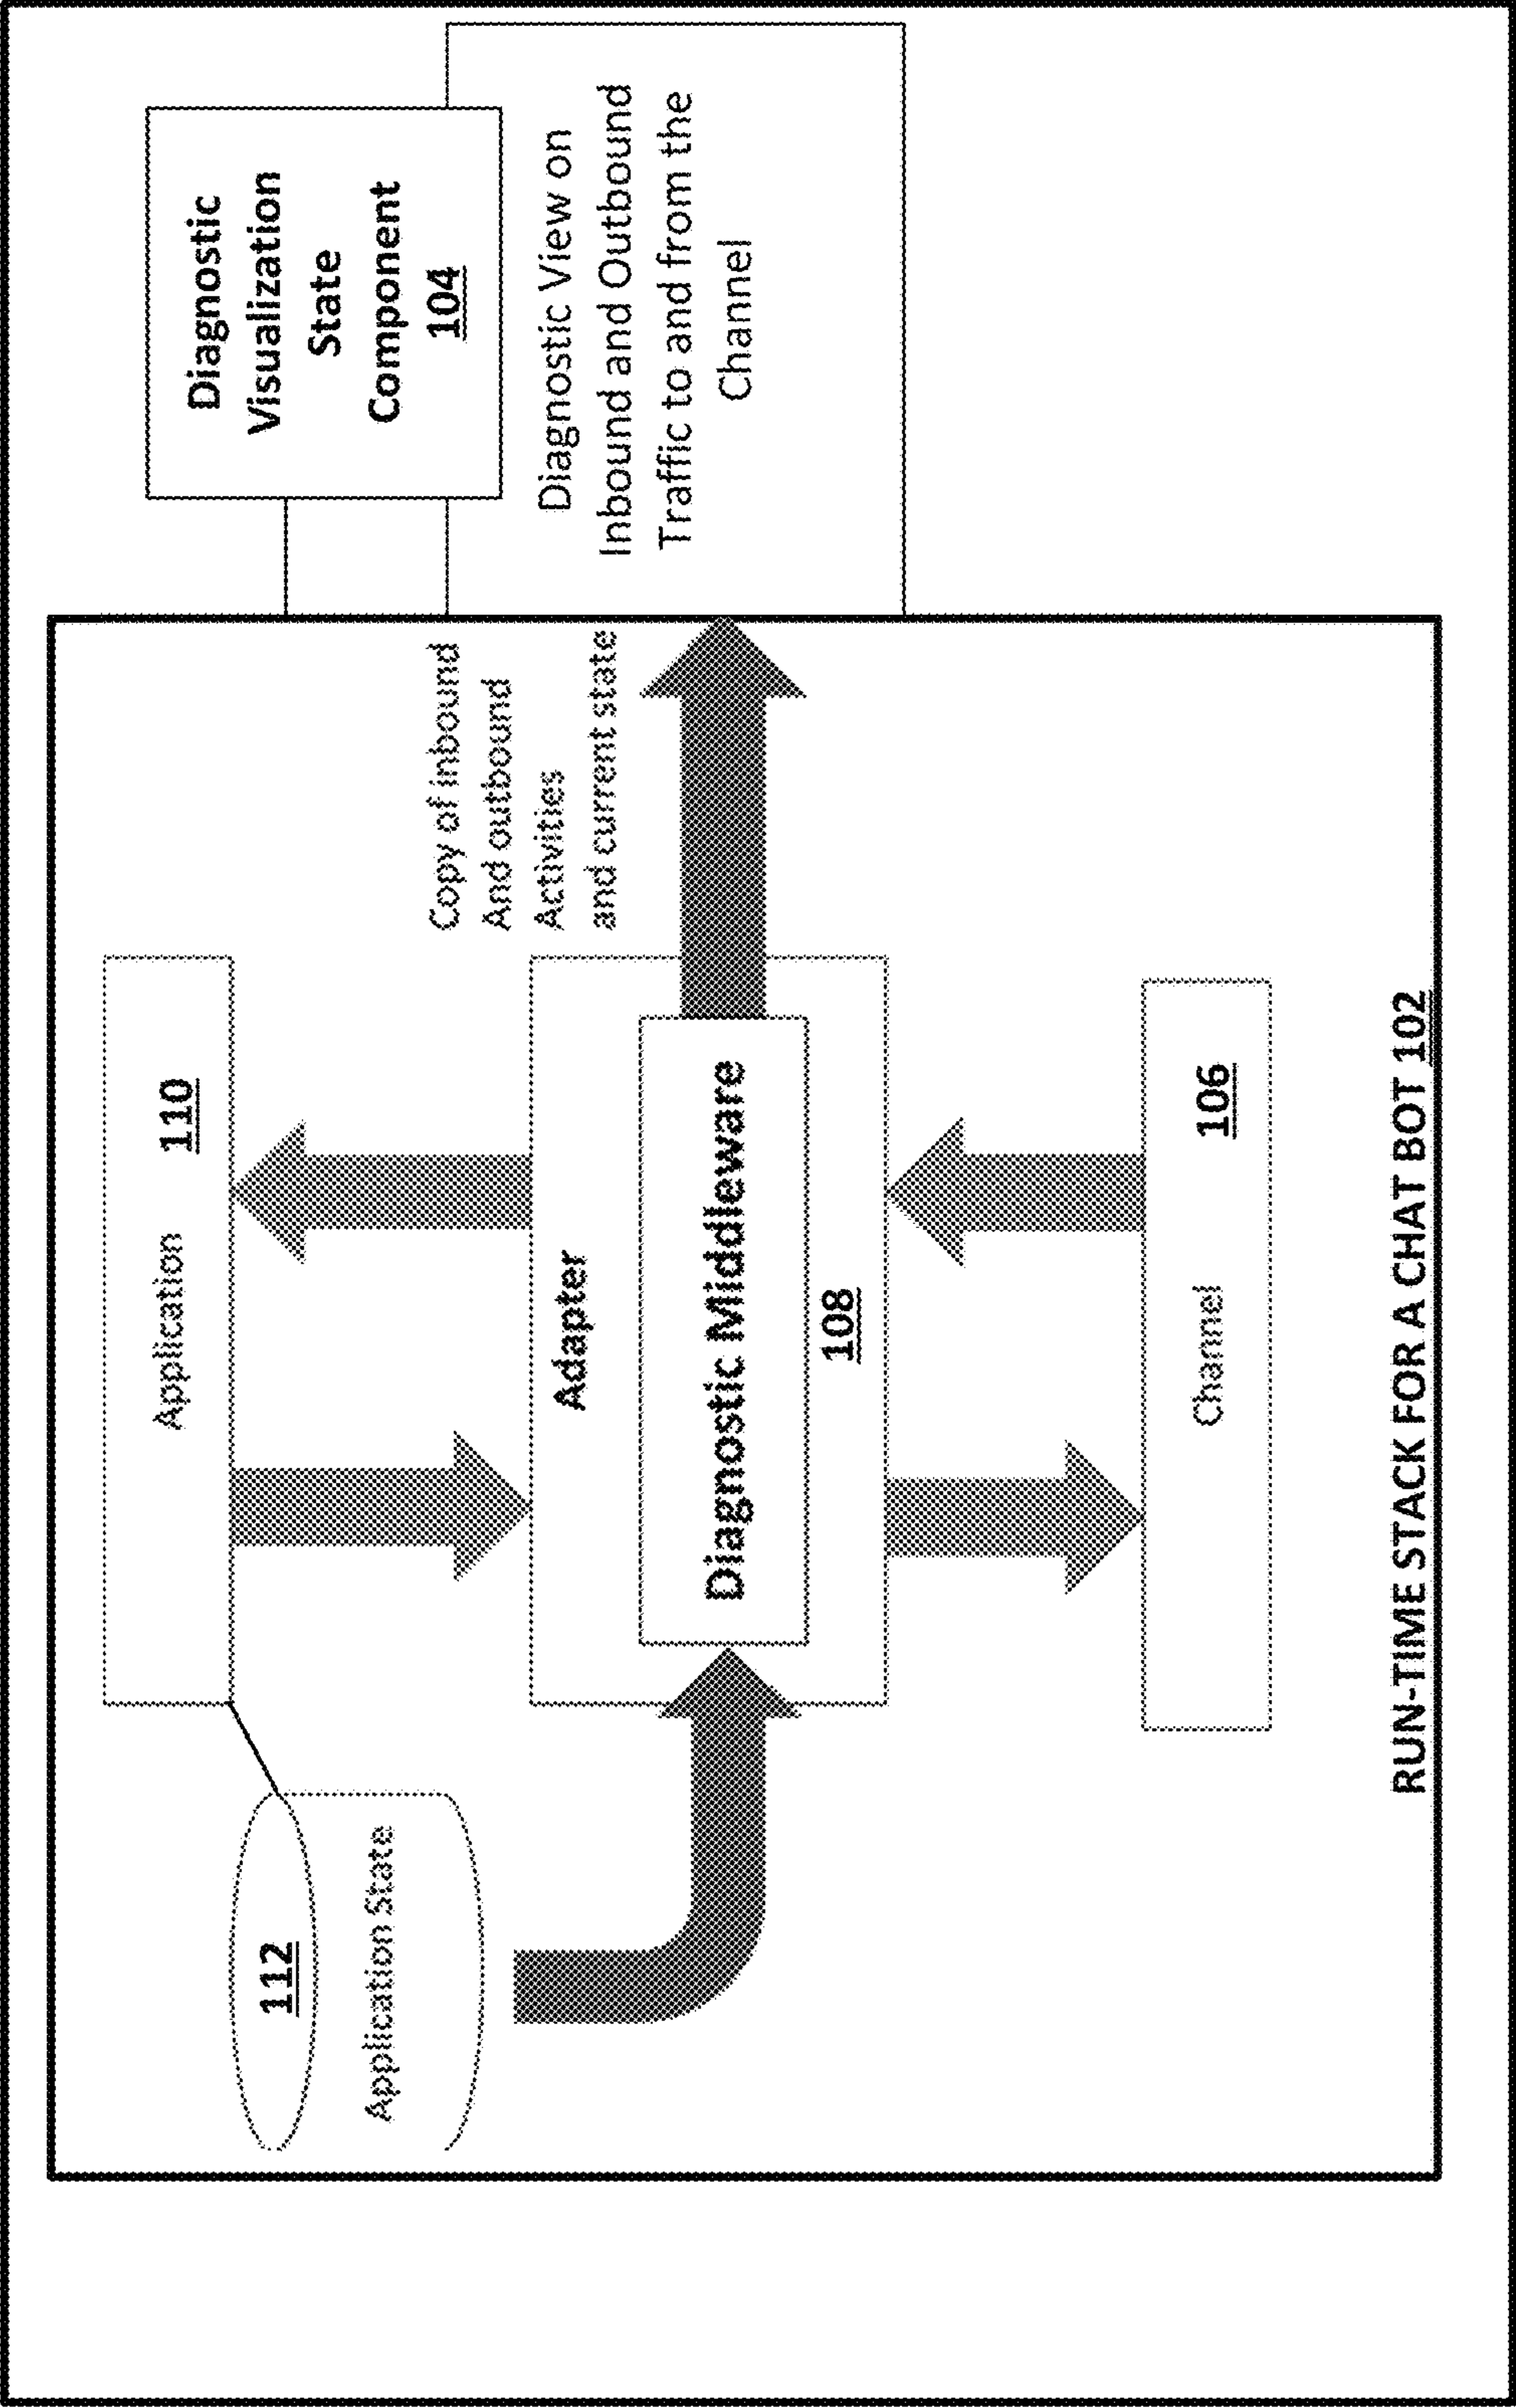 112
Application State
Application
110
Adapter
Diagnostic Middleware
108
Channel
106
Copy of inbound
And outbound
Activities
and current state
Diagnostic
Visualization
State
Component
104
Diagnostic View on
Inbound and Outbound
Traffic to and from the
Channel
RUN-TIME STACK FOR A CHAT BOT 102